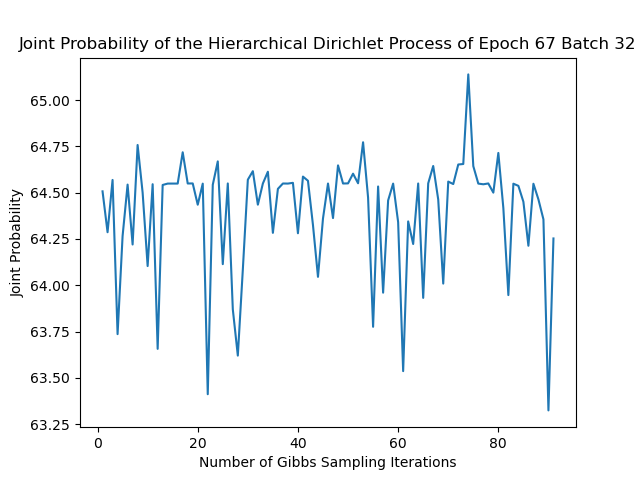 Joint Probability of the Hierarchical Dirichlet Process of Epoch 67 Batch 32
65.00
64.75
64.50
64.25
64.00
63.75
63.50
63.25
Joint Probability
0 20 40 60 80
Number of Gibbs Sampling Iterations